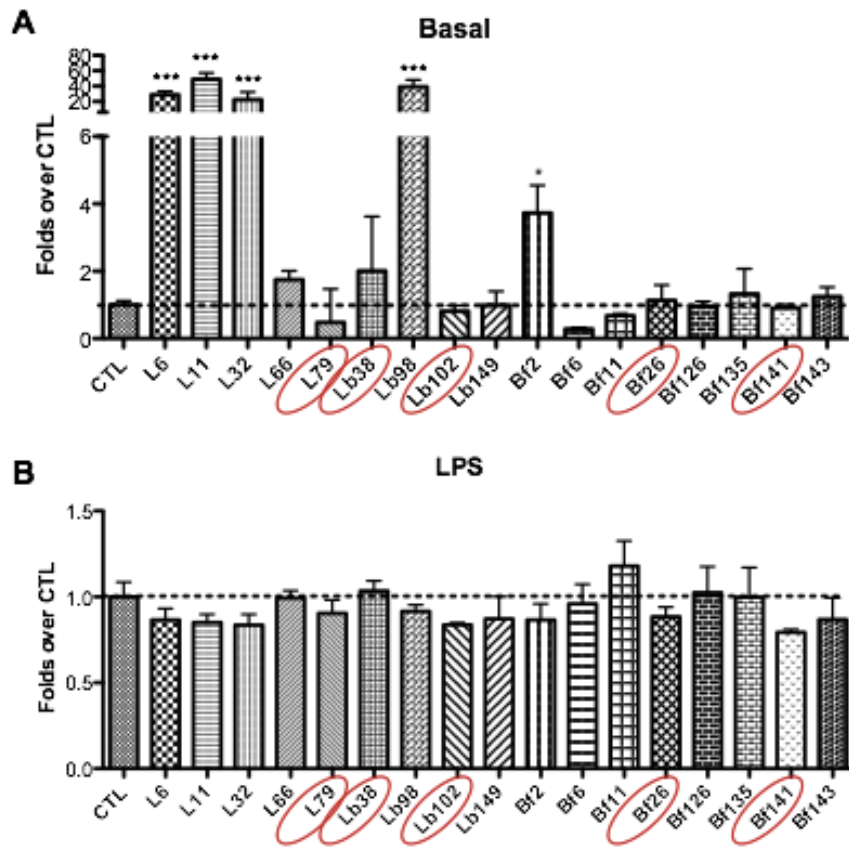 A
Basal
80
60
40
20
6
4
2
0
Folds over CTL
*** *** *** *** *
CTL L6 L11 L32 L66 L79 Lb38 Lb98 Lb102 Lb149 Bf2 Bf6 Bf11 Bf26 Bf126 Bf135 Bf141 Bf143
B
LPS
1.5
1.0
0.5
0.0
Folds over CTL
CTL L6 L11 L32 L66 L79 Lb38 Lb98 Lb102 Lb149 Bf2 Bf6 Bf11 Bf26 Bf126 Bf135 Bf141 Bf143